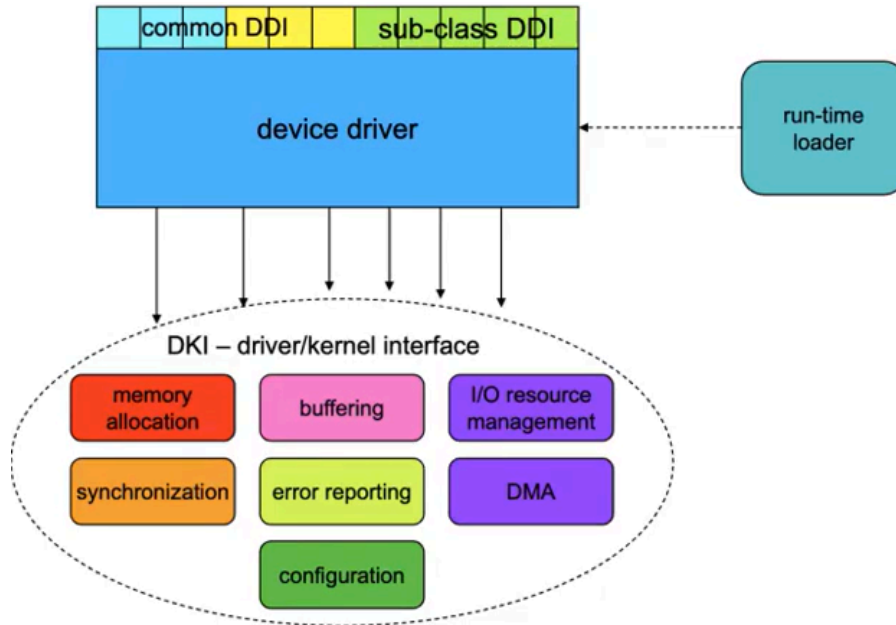 common DDI
sub-class DDI
device driver
run-time
loader
DKI – driver/kernel interface
memory
allocation
buffering
I/O resource
management
synchronization
error reporting
DMA
configuration